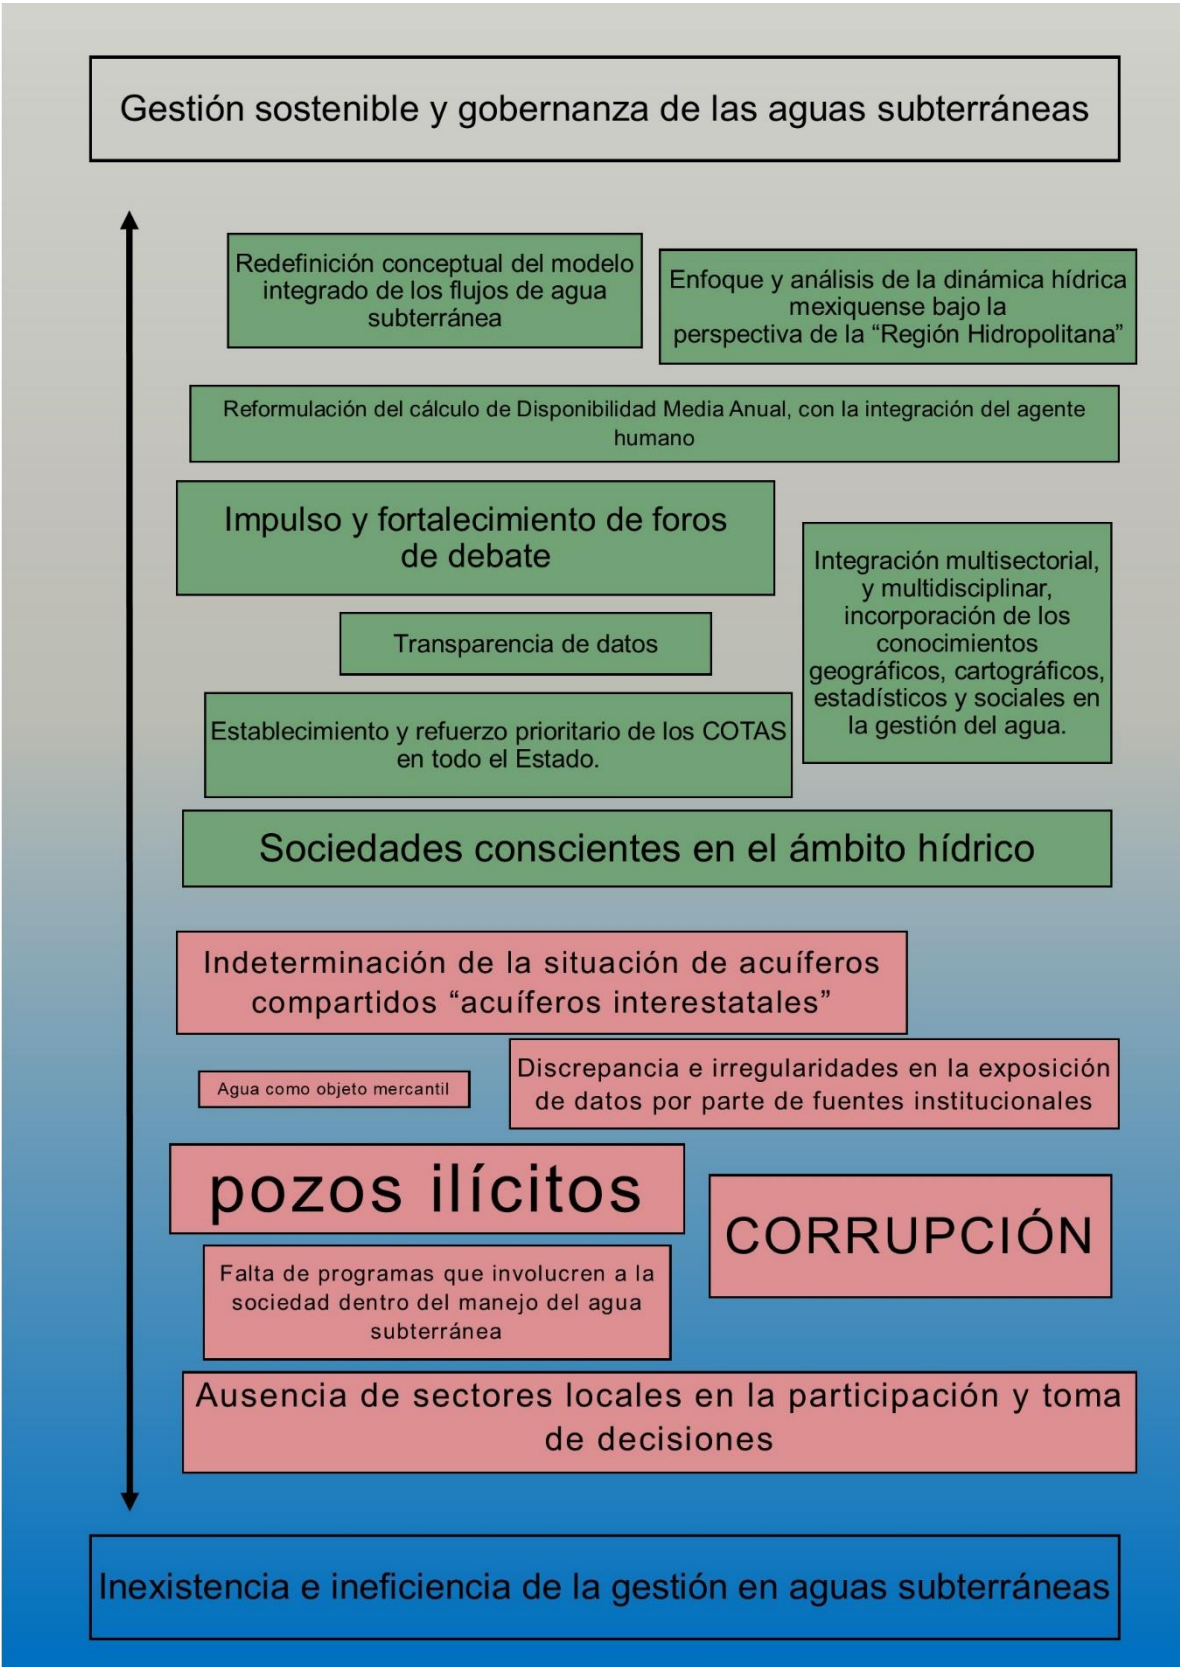 Gestión sostenible y gobernanza de las aguas subterráneas
Redefinición conceptual del modelo
integrado de los flujos de agua
subterránea
Enfoque y análisis de la dinámica hídrica
mexiquense bajo la
perspectiva de la “Región Hidropolitana”
Reformulación del cálculo de Disponibilidad Media Anual, con la integración del agente
humano
Impulso y fortalecimiento de foros
de debate
Integración multisectorial,
y multidisciplinar,
incorporación de los
conocimientos
geográficos, cartográficos,
estadísticos y sociales en
la gestión del agua.
Transparencia de datos
Establecimiento y refuerzo prioritario de los COTAS
en todo el Estado.
Sociedades conscientes en el ámbito hídrico
Indeterminación de la situación de acuíferos
compartidos “acuíferos interestatales”
Discrepancia e irregularidades en la exposición
de datos por parte de fuentes institucionales
Agua como objeto mercantil
pozos ilícitos
CORRUPCIÓN
Falta de programas que involucren a la
sociedad dentro del manejo del agua
subterránea
Ausencia de sectores locales en la participación y toma
de decisiones
Inexistencia e ineficiencia de la gestión en aguas subterráneas